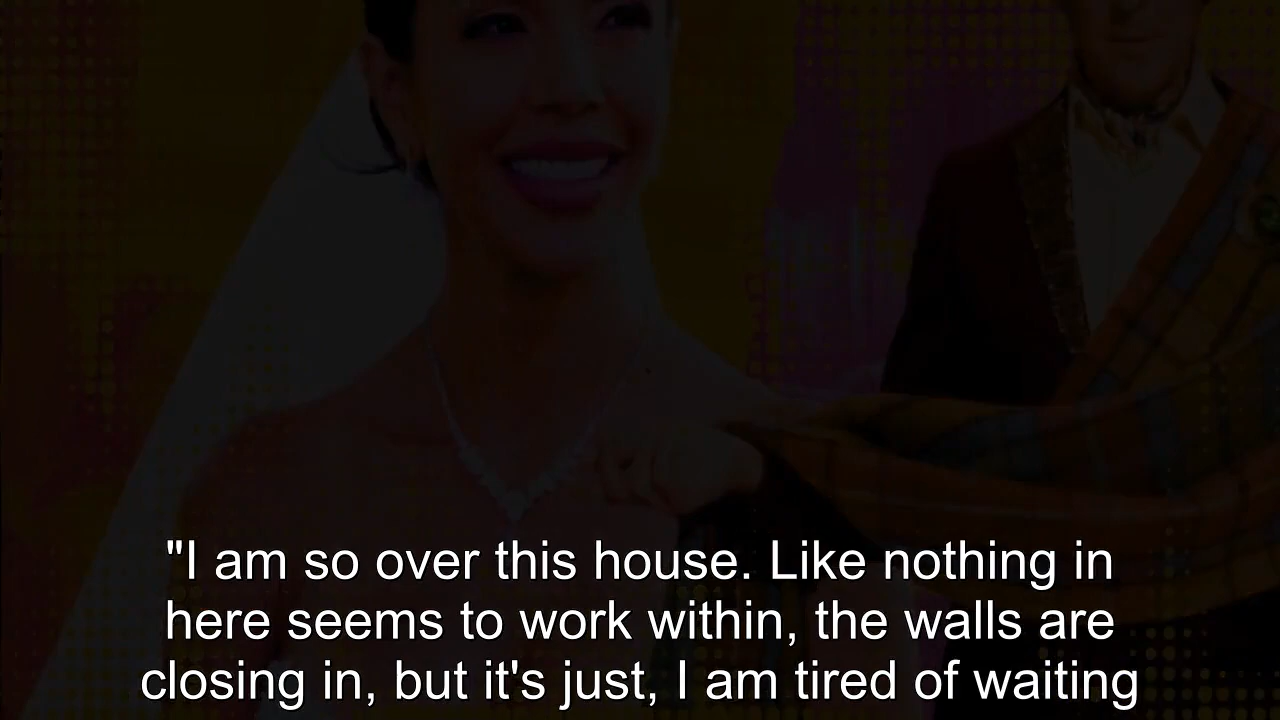 "I am so over this house. Like nothing in
here seems to work within, the walls are
closing in, but it's just, I am tired of waiting